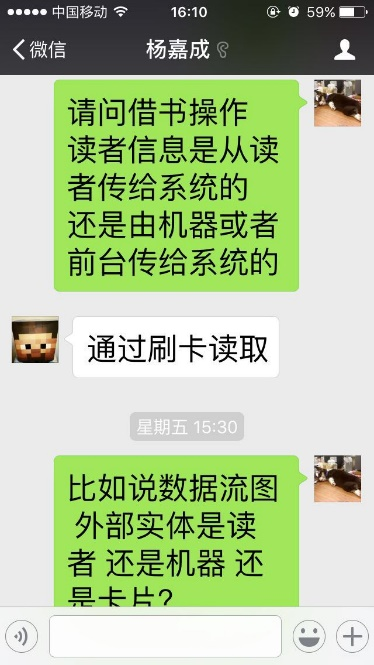 中国移动 16:10 59%
微信 杨嘉成
请问借书操作
读者信息是从读
者传给系统的
还是由机器或者
前台传给系统的
通过刷卡读取
星期五 15:30
比如说数据流图
外部实体是读
者 还是机器 还
是卡片?